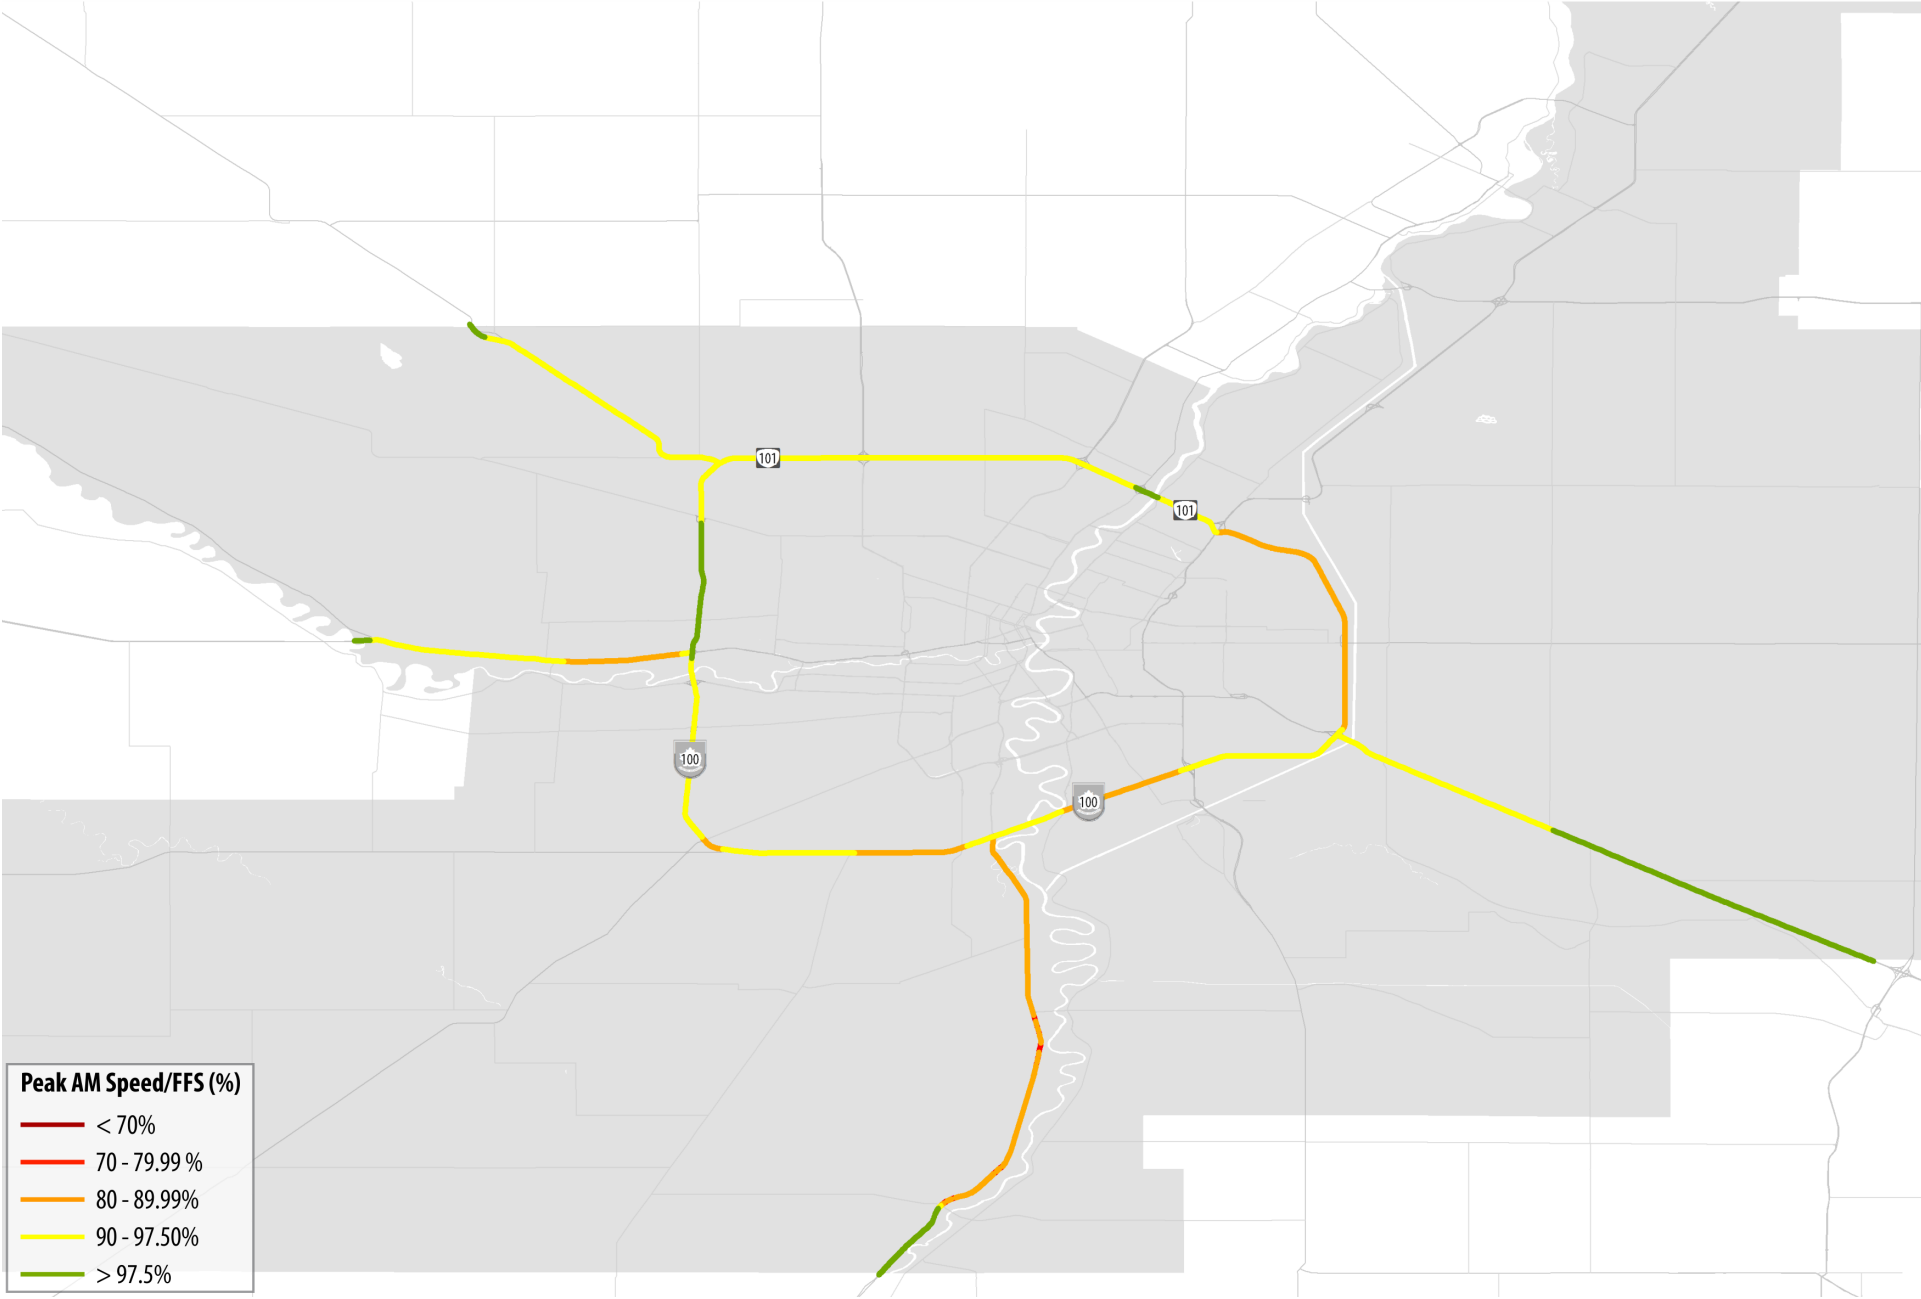 101
101
100
100
Peak AM Speed/FFS (%)
< 70%
70 - 79.99 %
80 - 89.99%
90 - 97.50%
> 97.5%